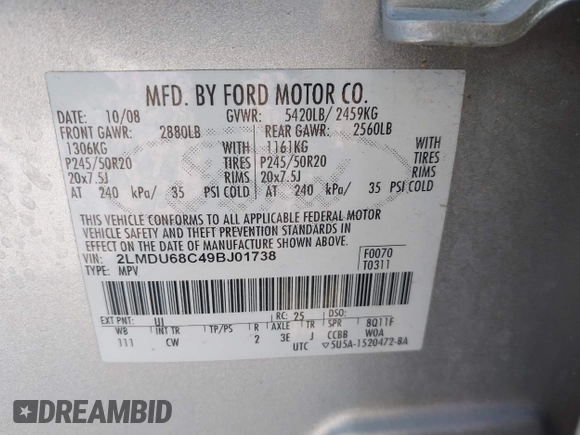 MFD. BY FORD MOTOR CO.
DATE: 10/08 GVWR: 5420LB/ 2459KG
FRONT GAWR: 2880LB REAR GAWR: 2560LB
1306KG 1161KG WITH
P245/50R20 TIRES P245/50R20 TIRES
20x7.5J RIMS 20x7.5J RIMS
AT 240 kPa/ 35 PSI COLD AT 240 kPa/ 35 PSI COLD
THIS VEHICLE CONFORMS TO ALL APPLICABLE FEDERAL MOTOR
VEHICLE SAFETY AND THEFT PREVENTION STANDARDS IN
EFFECT ON THE DATE OF MANUFACTURE SHOWN ABOVE.
VIN: 2LMDU68C49BJ01738 F0070
TYPE: MPV T0311
EXT PNT: UI RC: 25 DSO:
WB INT TR TP/PS R AXLE TR SPR 8Q11F
111 CW 2 3E J CCBB WOA
UTC 5U5A-1520472-BA
DREAMBID